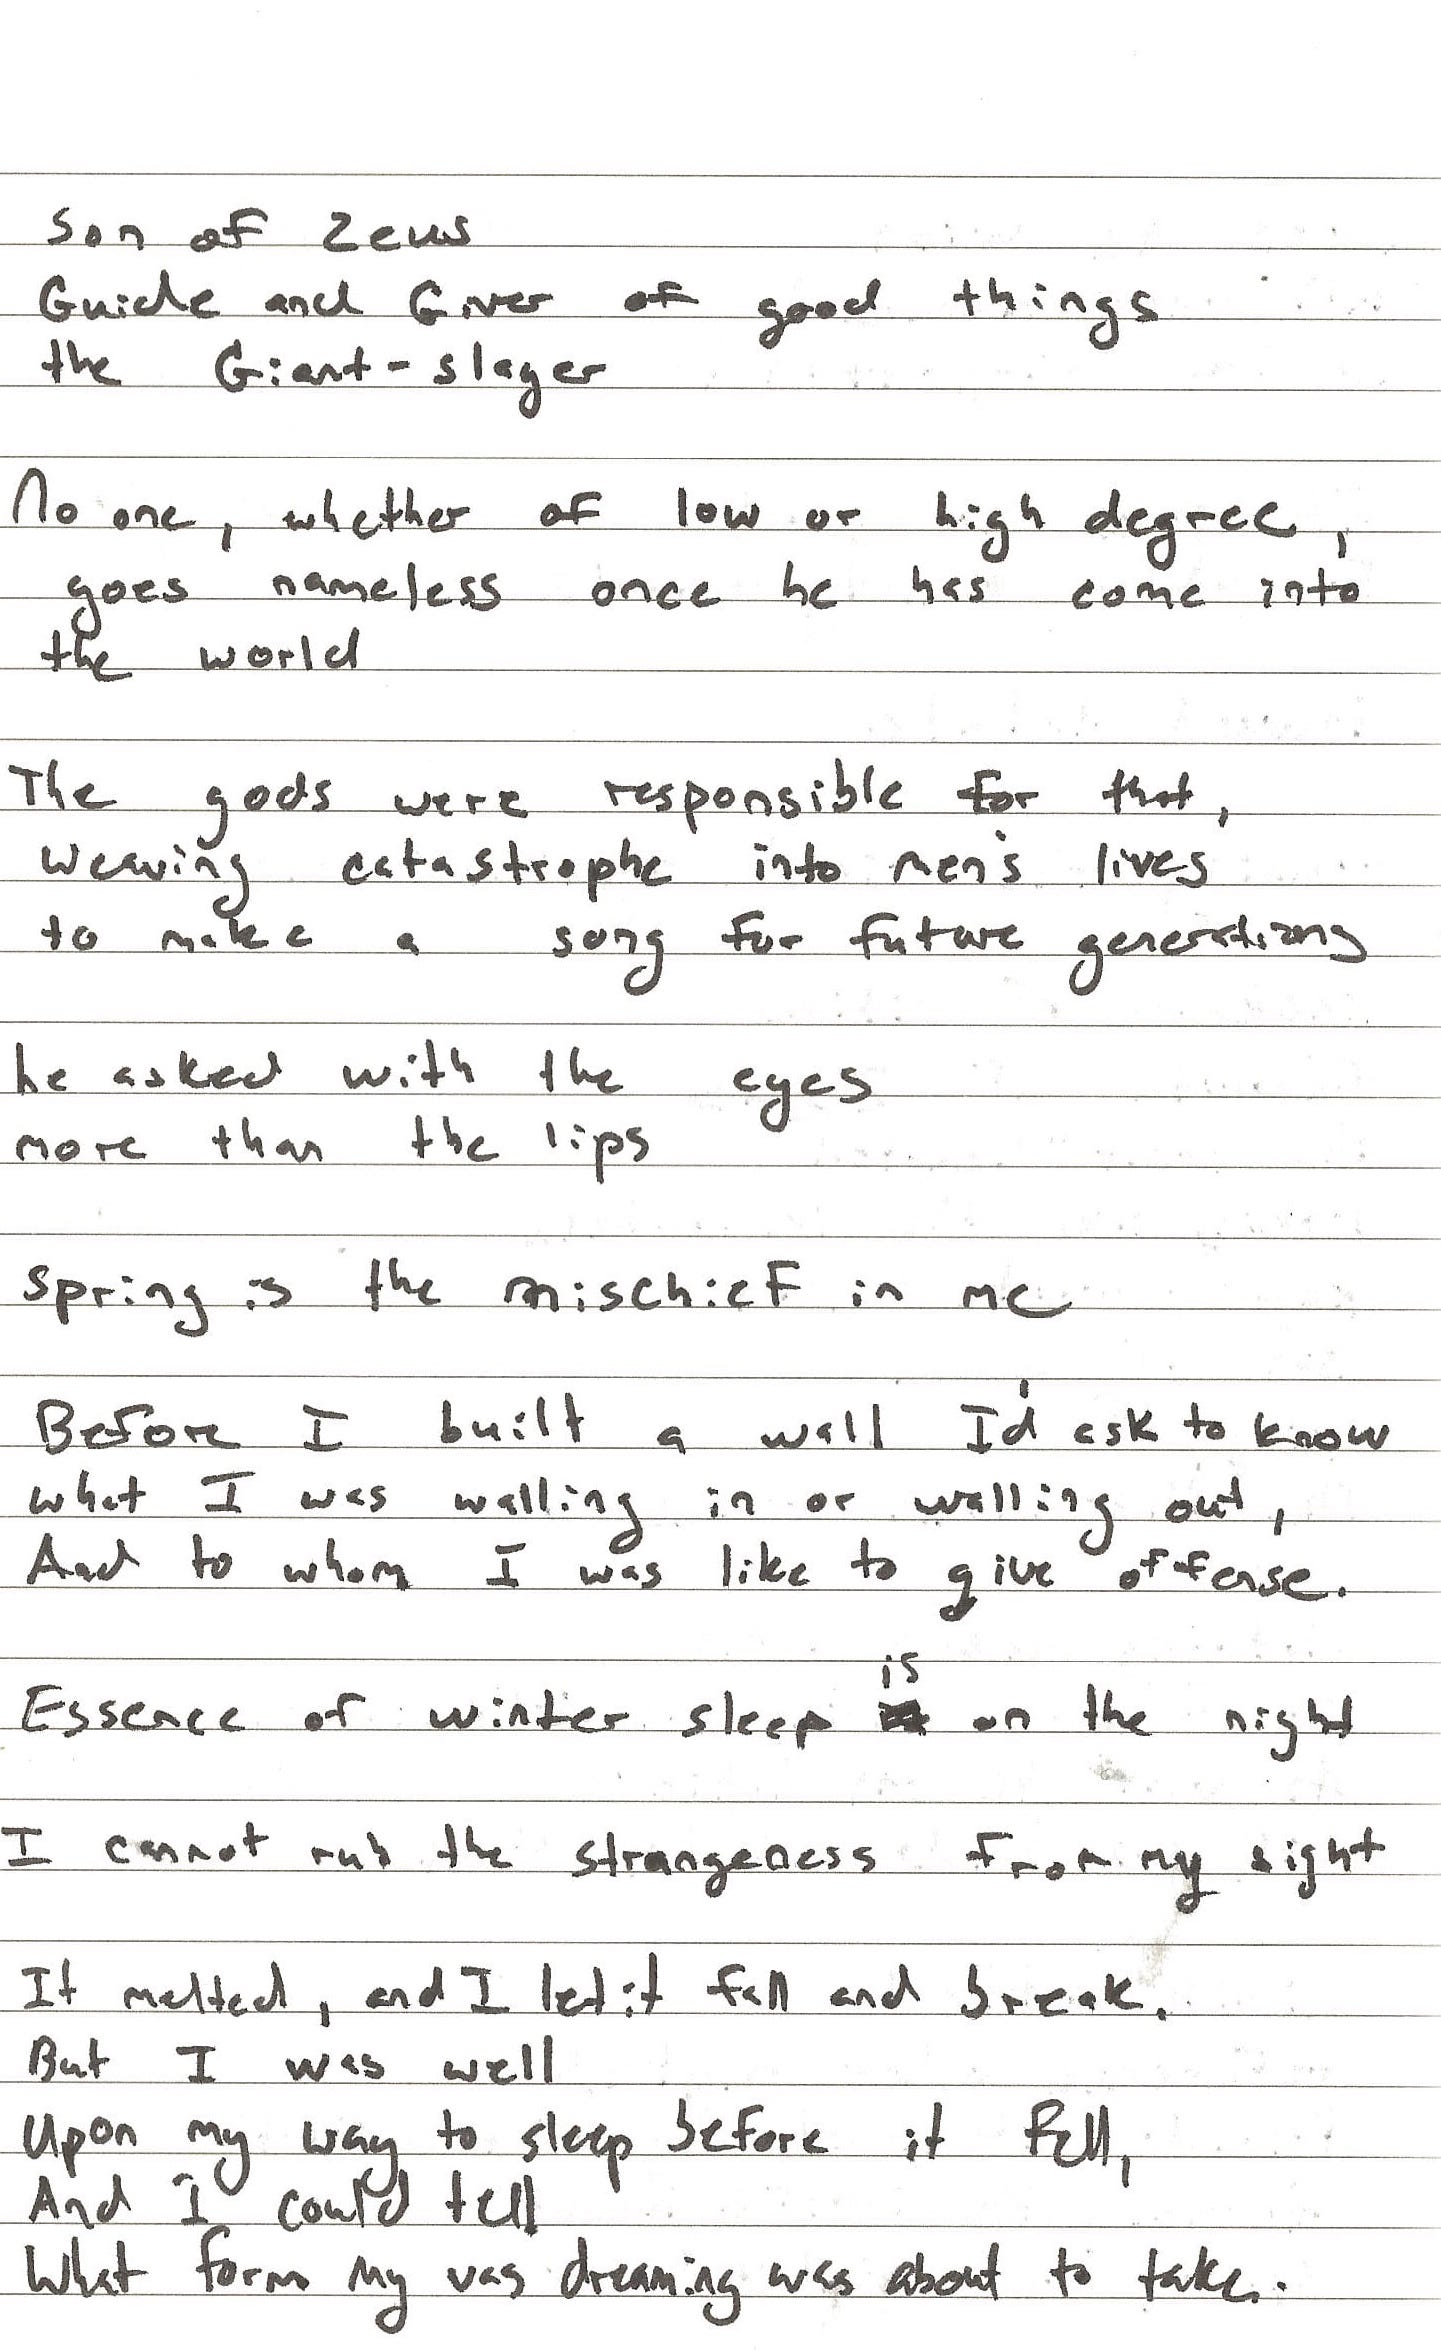 Son of Zeus
Guide and Giver of good things
the Giant-slayer
No one, whether of low or high degree,
goes nameless once he has come into
the world
The gods were responsible for that,
weaving catastrophe into men's lives
to make a song for future generations
he asked with the eyes
more than the lips
Spring is the mischief in me
Before I built a wall I'd ask to know
what I was walling in or walling out,
And to whom I was like to give offense.
is
Essence of winter sleep on the night
I cannot rub the strangeness from my sight
It melted, and I let it fall and break.
But I was well
Upon my way to sleep before it fell,
And I could tell
What form my vas dreaming was about to take.